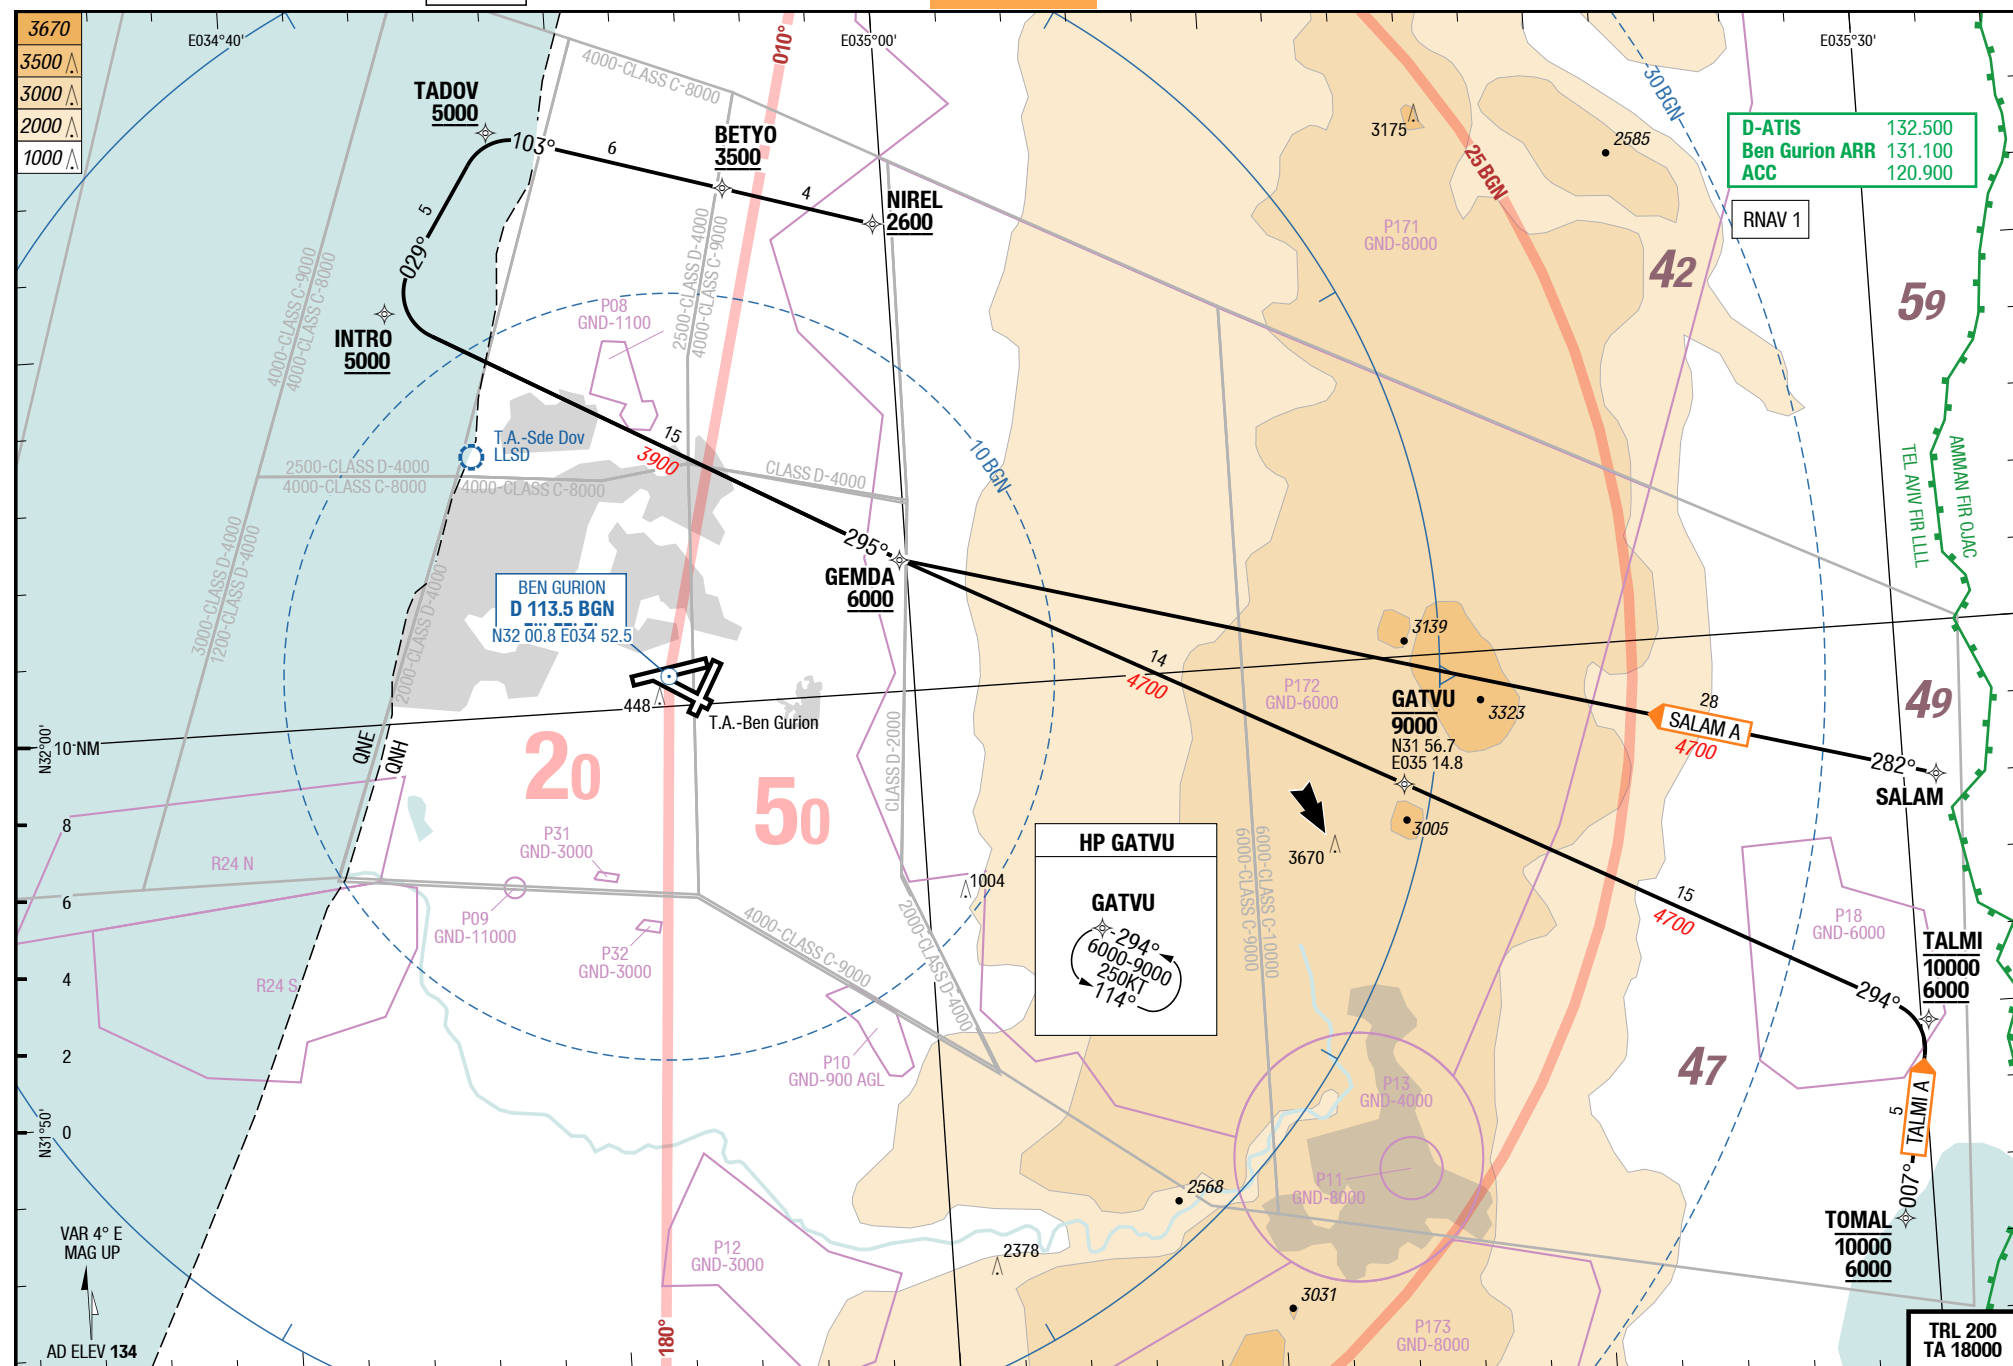 3670
3500
3000
2000
1000
E034°40'
010°
E035°00'
E035°30'
4000-CLASS C-8000
TADOV
5000
103°
6
BETYO
3500
4
NIREL
2600
3175
25 BGN
30 BGN
2585
D-ATIS 132.500
Ben Gurion ARR 131.100
ACC 120.900
RNAV 1
5
029°
P171
GND-8000
42
59
4000-CLASS C-9000
4000-CLASS C-8000
2500-CLASS D-4000
4000-CLASS C-9000
P08
GND-1100
INTRO
5000
T.A.-Sde Dov
LLSD
15
3900
10 BGN
CLASS D-4000
2500-CLASS D-4000
4000-CLASS C-8000
4000-CLASS C-8000
TEL AVIV FIR LLLL
AMMAN FIR OJAC
3000-CLASS D-4000
1200-CLASS D-4000
2000-CLASS D-4000
295°
GEMDA
6000
BEN GURION
D 113.5 BGN
N32 00.8 E034 52.5
448
T.A.-Ben Gurion
3139
3323
14
4700
P172
GND-6000
GATVU
9000
N31 56.7
E035 14.8
28
SALAM A
4700
282°
SALAM
49
N32°00'
10 NM
QNE
QNH
20
50
CLASS D-2000
3005
3670
8
6
4
2
0
R24 N
P31
GND-3000
P09
GND-11000
P32
GND-3000
R24 S
1004
4000-CLASS C-9000
2000-CLASS D-4000
HP GATVU
GATVU
294°
6000-9000
250KT
114°
6000-CLASS C-9000
6000-CLASS C-10000
15
4700
P18
GND-6000
TALMI
10000
6000
294°
P10
GND-900 AGL
P13
GND-4000
47
5
TALMI A
007°
N31°50'
P11
GND-8000
2568
TOMAL
10000
6000
VAR 4° E
MAG UP
P12
GND-3000
2378
3031
P173
GND-8000
180°
AD ELEV 134
TRL 200
TA 18000